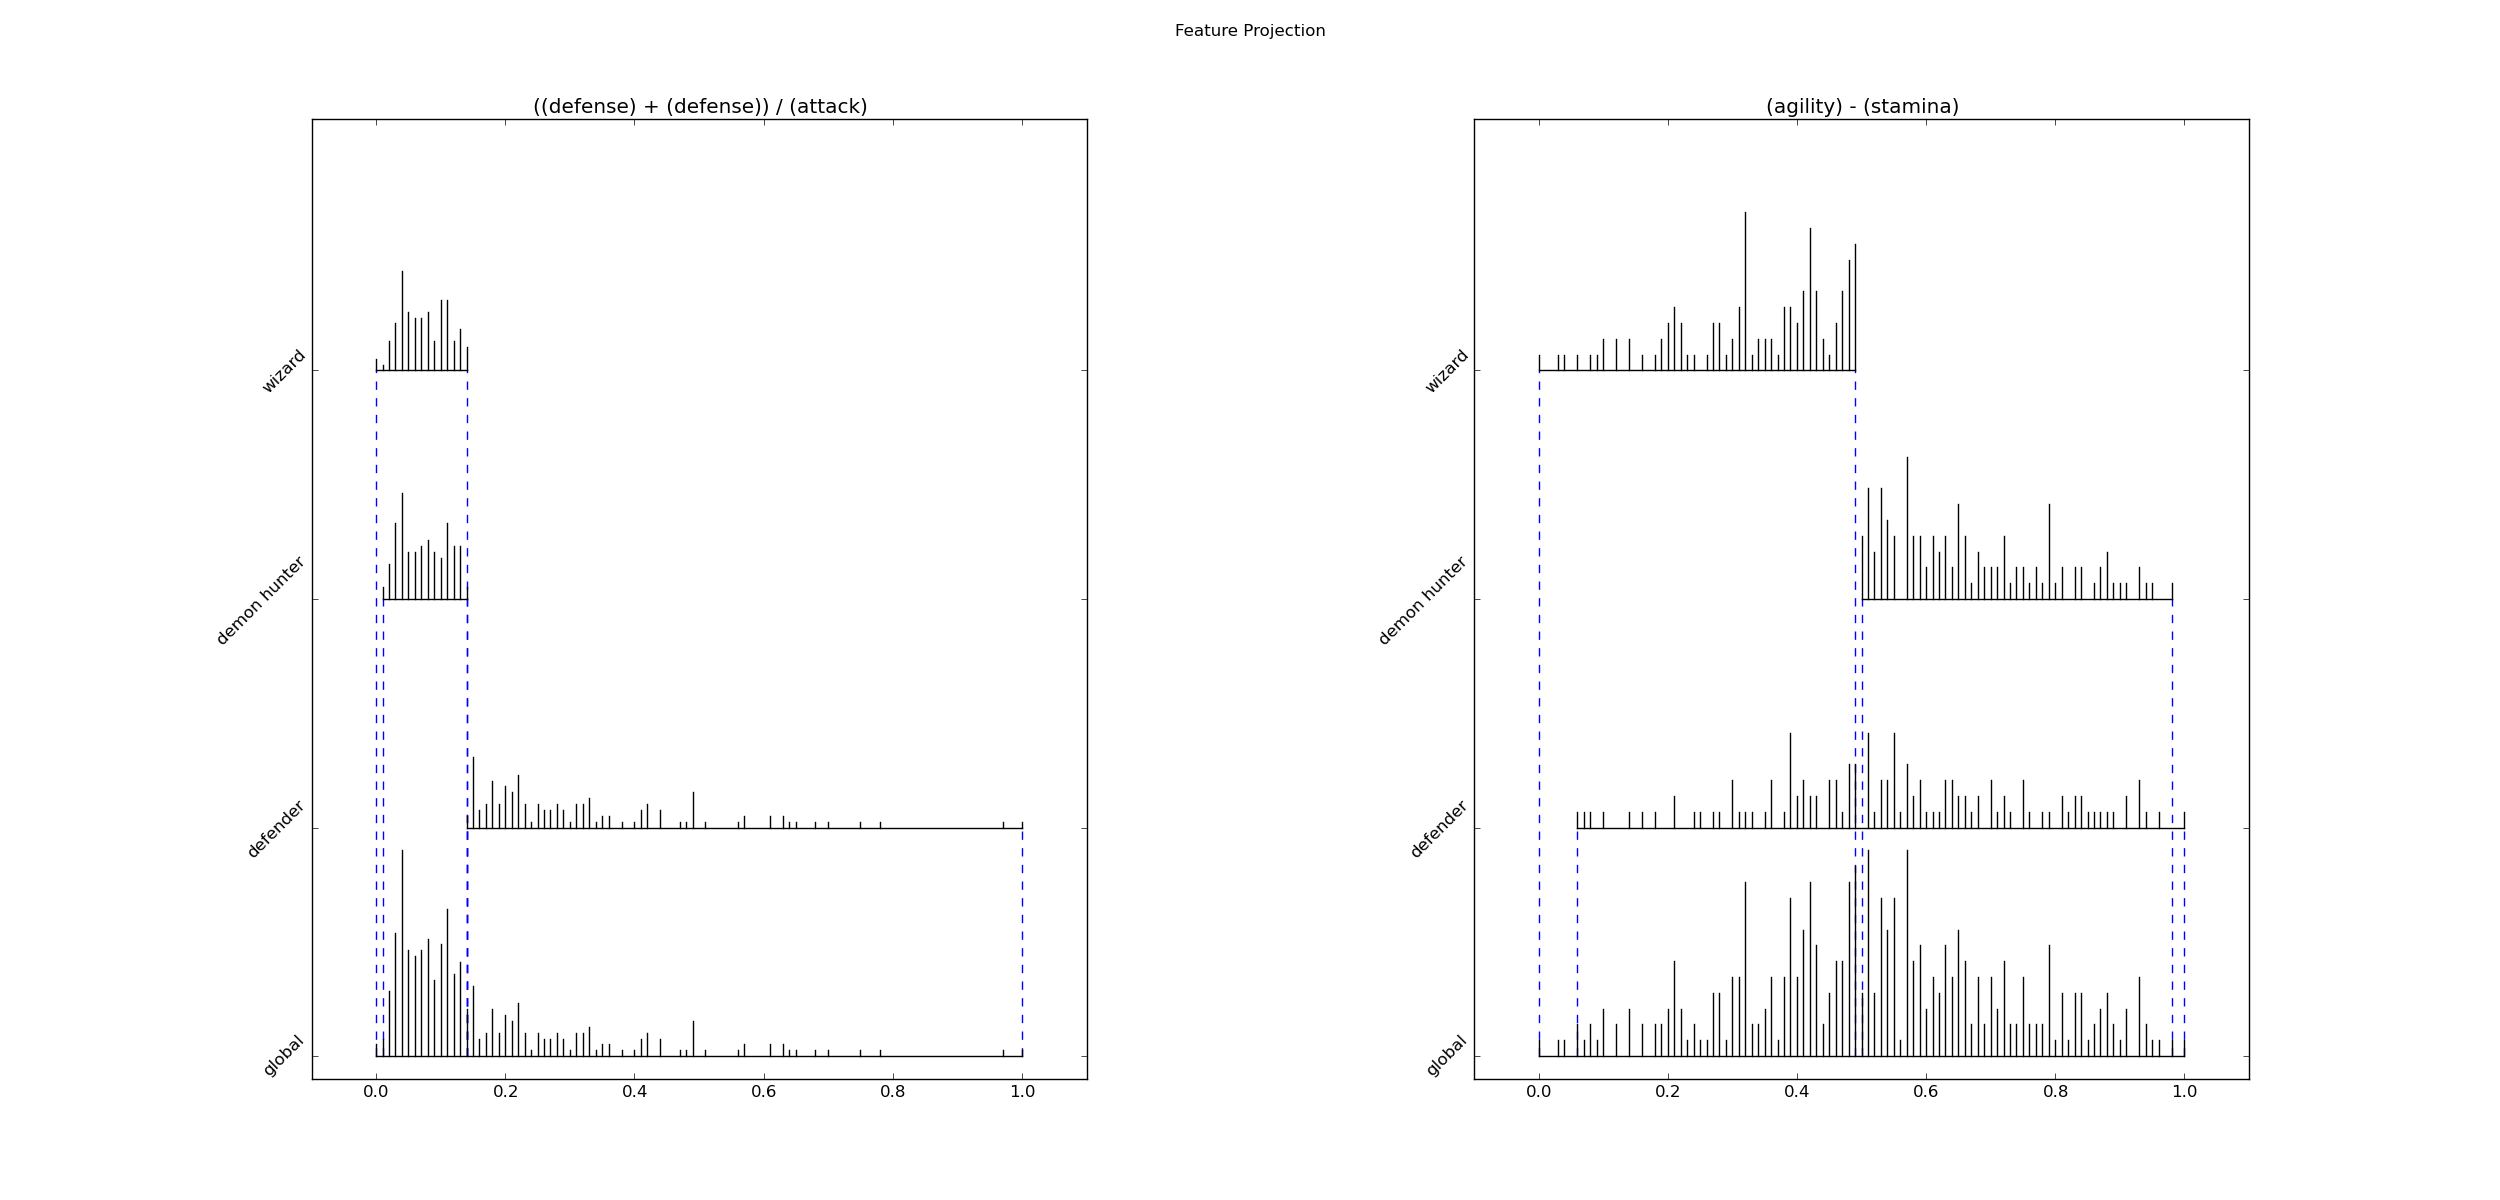 Feature Projection
((defense) + (defense)) / (attack)
wizard
demon hunter
defender
global
0.0 0.2 0.4 0.6 0.8 1.0
(agility) - (stamina)
wizard
demon hunter
defender
global
0.0 0.2 0.4 0.6 0.8 1.0